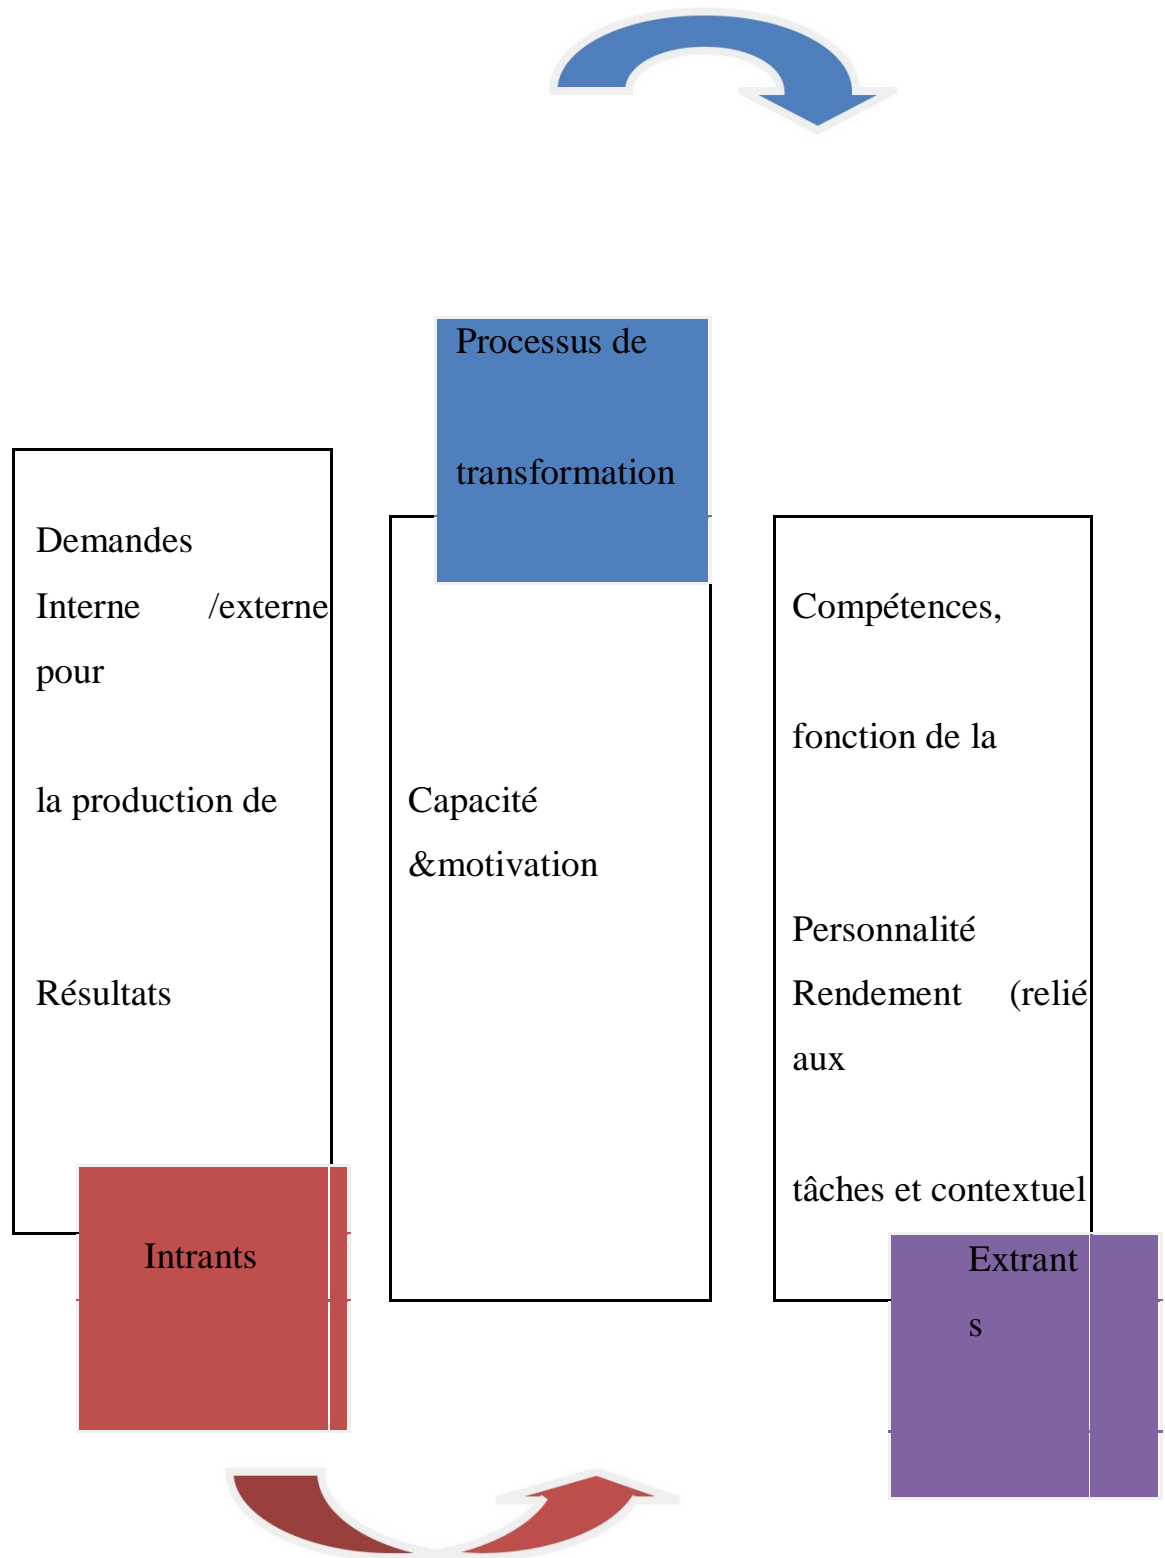 Processus de
transformation
Demandes
Interne /externe
pour
la production de
Résultats
Intrants
Capacité
&motivation
Compétences,
fonction de la
Personnalité
Rendement (relié
aux
tâches et contextuel
Extrant
s